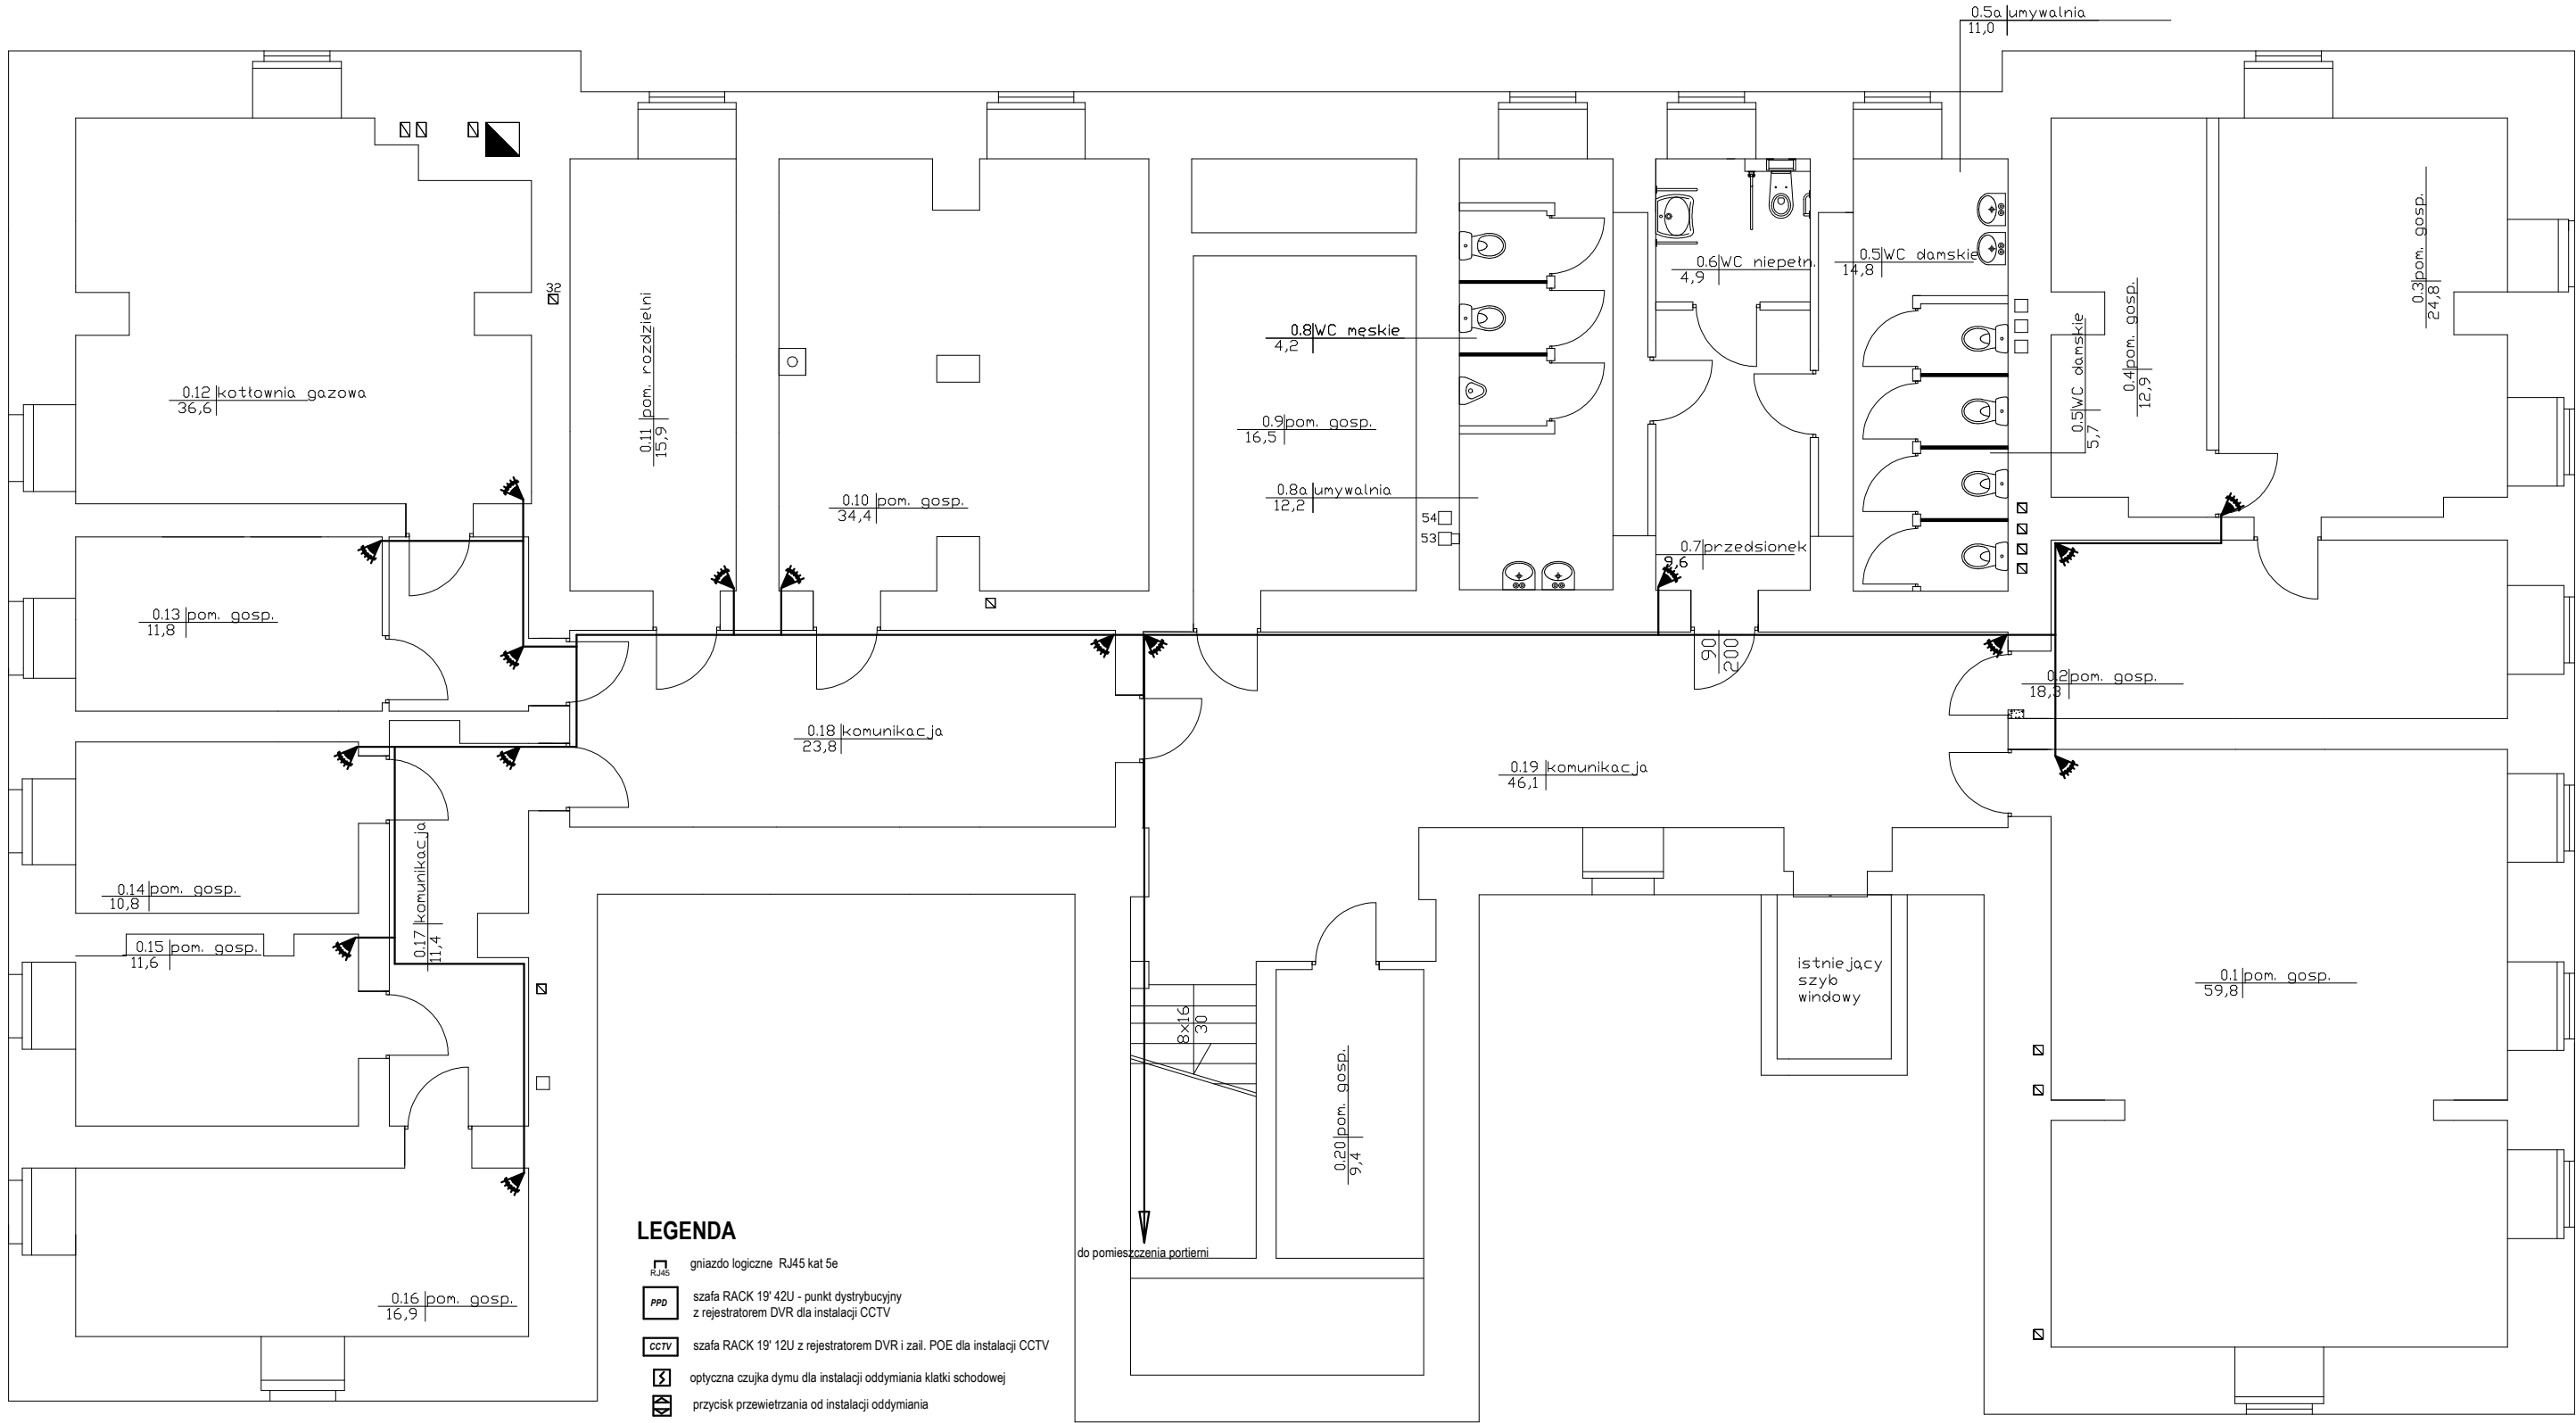 0.5a umywalnia
11,0
32
0.12 kotłownia gazowa
36,6
0.11 pom. rozdzielni
15,9
0.10 pom. gosp.
34,4
0.9 pom. gosp.
16,5
0.8 WC męskie
4,2
0.8a umywalnia
12,2
54
53
0.6 WC niepełn.
4,9
0.7 przedsionek
9,6
0.5 WC damskie
14,8
0.5 WC damskie
5,7
0.4 pom. gosp.
12,9
0.3 pom. gosp.
24,8
0.13 pom. gosp.
11,8
90
200
0.2 pom. gosp.
18,3
0.18 komunikacja
23,8
0.19 komunikacja
46,1
0.14 pom. gosp.
10,8
0.17 komunikacja
11,4
0.15 pom. gosp.
11,6
istniejący
szyb
windowy
0.1 pom. gosp.
59,8
8x16
30
0.20 pom. gosp.
9,4
0.16 pom. gosp.
16,9
do pomieszczenia portierni
LEGENDA
RJ45
gniazdo logiczne RJ45 kat 5e
PPD
szafa RACK 19' 42U - punkt dystrybucyjny
z rejestratorem DVR dla instalacji CCTV
CCTV
szafa RACK 19' 12U z rejestratorem DVR i zail. POE dla instalacji CCTV
optyczna czujka dymu dla instalacji oddymiania klatki schodowej
przycisk przewietrzania od instalacji oddymiania